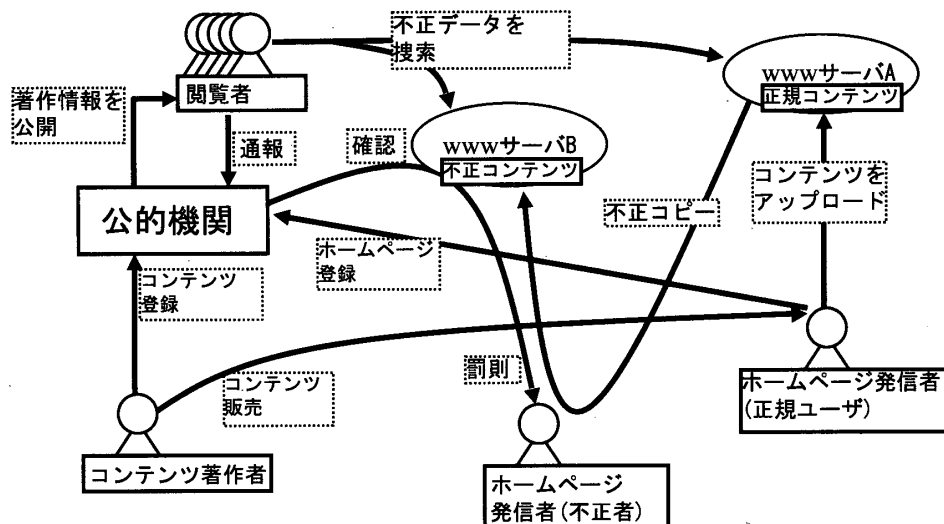 不正データを
捜索
wwwサーバA
正規コンテンツ
著作情報を
公開
閲覧者
通報
確認
wwwサーバB
不正コンテンツ
コンテンツを
アップロード
不正コピー
公的機関
ホームページ
登録
コンテンツ
登録
罰則
コンテンツ
販売
ホームページ発信者
(正規ユーザ)
コンテンツ著作者
ホームページ
発信者(不正者)